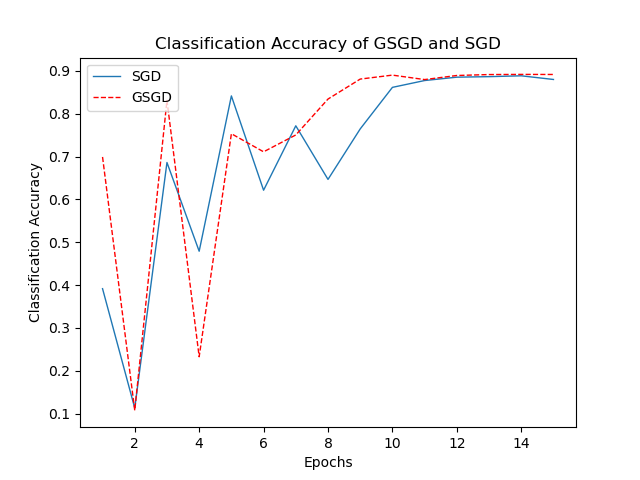 Classification Accuracy of GSGD and SGD
SGD
GSGD
Classification Accuracy
0.9
0.8
0.7
0.6
0.5
0.4
0.3
0.2
0.1
2 4 6 8 10 12 14
Epochs